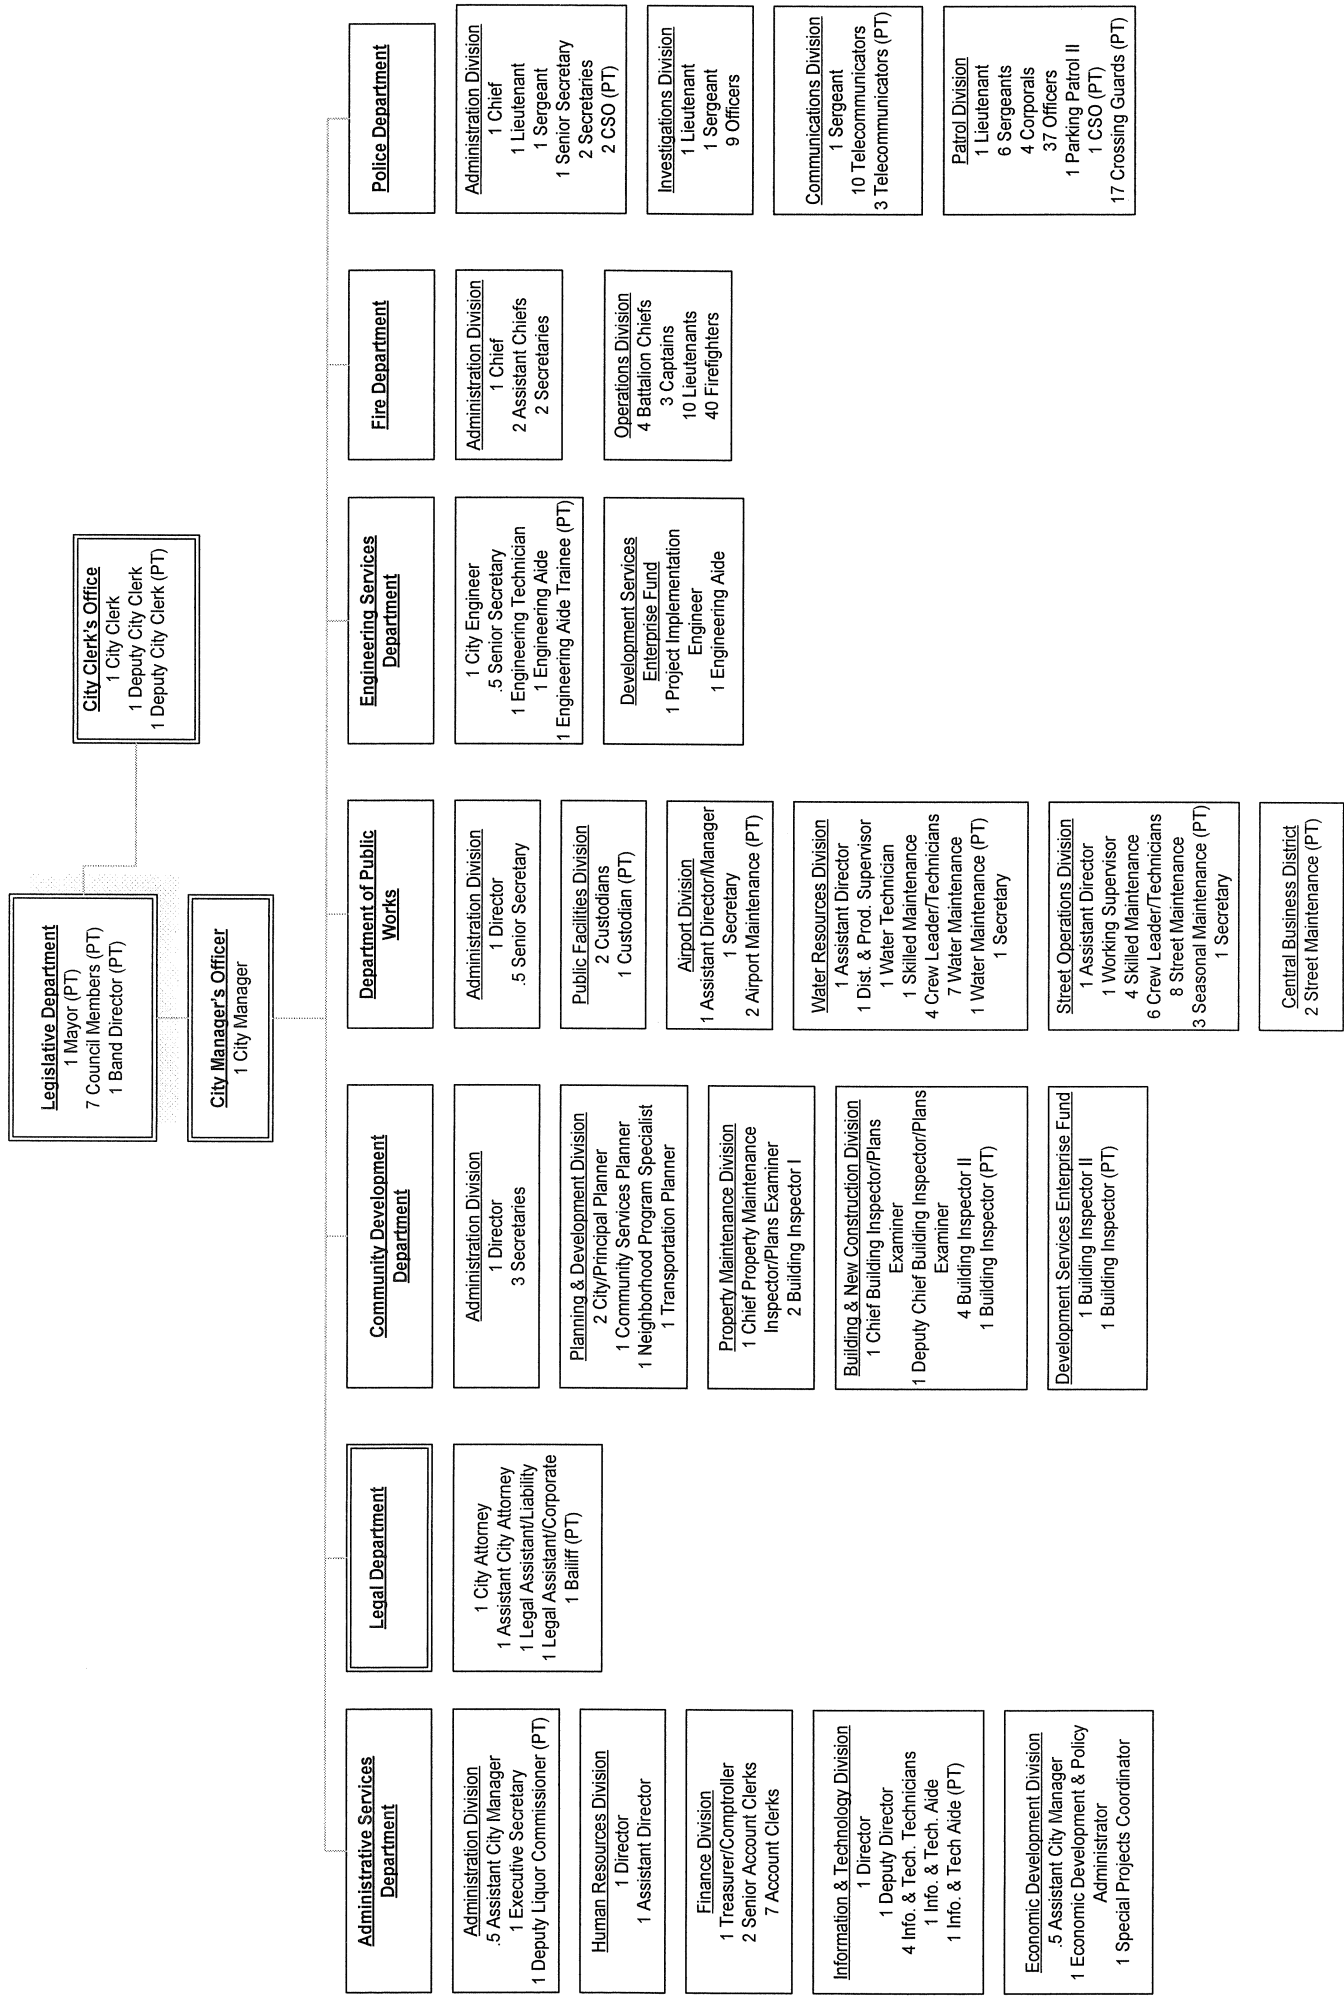 Legislative Department
1 Mayor (PT)
7 Council Members (PT)
1 Band Director (PT)
City Clerk's Office
1 City Clerk
1 Deputy City Clerk
1 Deputy City Clerk (PT)
City Manager's Officer
1 City Manager
Administrative Services
Department
Administration Division
.5 Assistant City Manager
1 Executive Secretary
1 Deputy Liquor Commissioner (PT)
Human Resources Division
1 Director
1 Assistant Director
Finance Division
1 Treasurer/Comptroller
2 Senior Account Clerks
7 Account Clerks
Information & Technology Division
1 Director
1 Deputy Director
4 Info. & Tech. Technicians
1 Info. & Tech. Aide
1 Info. & Tech Aide (PT)
Economic Development Division
.5 Assistant City Manager
1 Economic Development & Policy
Administrator
1 Special Projects Coordinator
Legal Department
1 City Attorney
1 Assistant City Attorney
1 Legal Assistant/Liability
1 Legal Assistant/Corporate
1 Bailiff (PT)
Community Development
Department
Administration Division
1 Director
3 Secretaries
Planning & Development Division
2 City/Principal Planner
1 Community Services Planner
1 Neighborhood Program Specialist
1 Transportation Planner
Property Maintenance Division
1 Chief Property Maintenance
Inspector/Plans Examiner
2 Building Inspector I
Building & New Construction Division
1 Chief Building Inspector/Plans
Examiner
1 Deputy Chief Building Inspector/Plans
Examiner
4 Building Inspector II
1 Building Inspector (PT)
Development Services Enterprise Fund
1 Building Inspector II
1 Building Inspector (PT)
Department of Public
Works
Administration Division
1 Director
.5 Senior Secretary
Public Facilities Division
2 Custodians
1 Custodian (PT)
Airport Division
1 Assistant Director/Manager
1 Secretary
2 Airport Maintenance (PT)
Water Resources Division
1 Assistant Director
1 Dist. & Prod. Supervisor
1 Water Technician
1 Skilled Maintenance
4 Crew Leader/Technicians
7 Water Maintenance
1 Water Maintenance (PT)
1 Secretary
Street Operations Division
1 Assistant Director
1 Working Supervisor
4 Skilled Maintenance
6 Crew Leader/Technicians
8 Street Maintenance
3 Seasonal Maintenance (PT)
1 Secretary
Central Business District
2 Street Maintenance (PT)
Engineering Services
Department
1 City Engineer
.5 Senior Secretary
1 Engineering Technician
1 Engineering Aide
1 Engineering Aide Trainee (PT)
Development Services
Enterprise Fund
1 Project Implementation
Engineer
1 Engineering Aide
Fire Department
Administration Division
1 Chief
2 Assistant Chiefs
2 Secretaries
Operations Division
4 Battalion Chiefs
3 Captains
10 Lieutenants
40 Firefighters
Police Department
Administration Division
1 Chief
1 Lieutenant
1 Sergeant
1 Senior Secretary
2 Secretaries
2 CSO (PT)
Investigations Division
1 Lieutenant
1 Sergeant
9 Officers
Communications Division
1 Sergeant
10 Telecommunicators
3 Telecommunicators (PT)
Patrol Division
1 Lieutenant
6 Sergeants
4 Corporals
37 Officers
1 Parking Patrol II
1 CSO (PT)
17 Crossing Guards (PT)